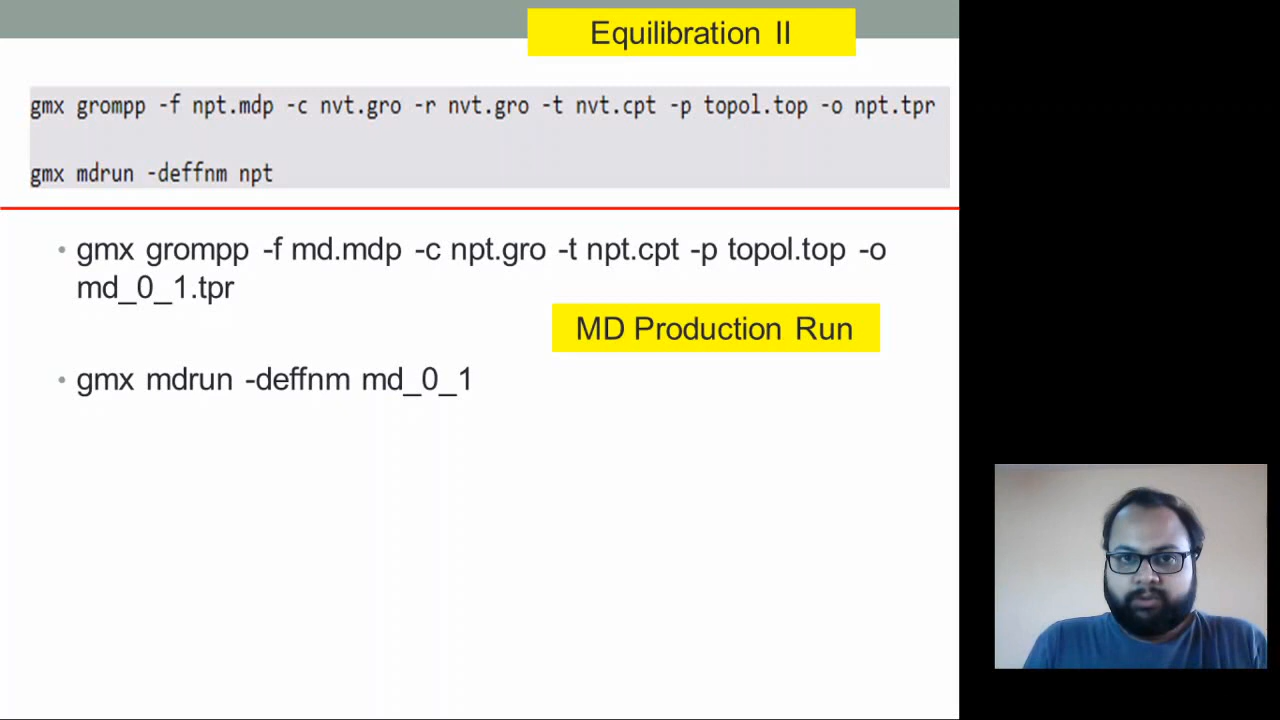 Equilibration II
gmx grompp -f npt.mdp -c nvt.gro -r nvt.gro -t nvt.cpt -p topol.top -o npt.tpr
gmx mdrun -deffnm npt
• gmx grompp -f md.mdp -c npt.gro -t npt.cpt -p topol.top -o
md_0_1.tpr
MD Production Run
• gmx mdrun -deffnm md_0_1